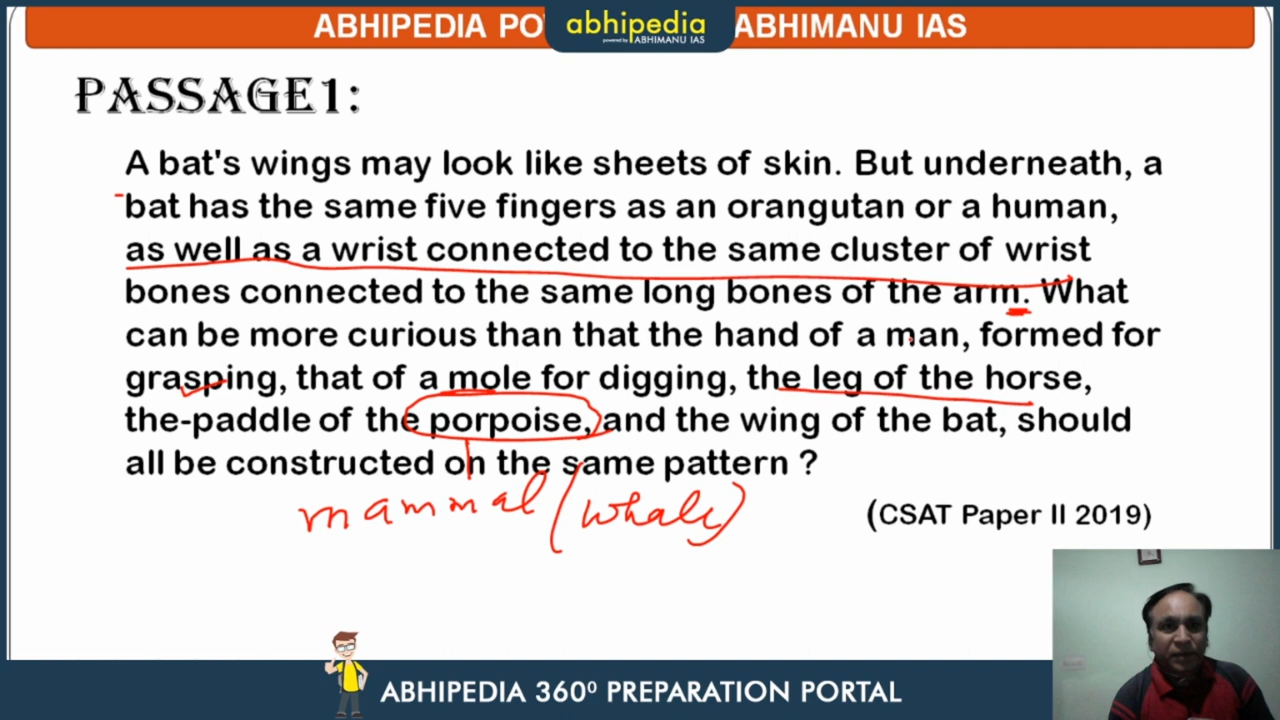 ABHIPEDIA PO
abhipedia
powered by ABHIMANU IAS
ABHIMANU IAS
PASSAGE1:
A bat's wings may look like sheets of skin. But underneath, a
bat has the same five fingers as an orangutan or a human,
as well as a wrist connected to the same cluster of wrist
bones connected to the same long bones of the arm. What
can be more curious than that the hand of a man, formed for
grasping, that of a mole for digging, the leg of the horse,
the-paddle of the porpoise, and the wing of the bat, should
all be constructed on the same pattern ?
mammal (whale)
(CSAT Paper II 2019)
ABHIPEDIA 360⁰ PREPARATION PORTAL